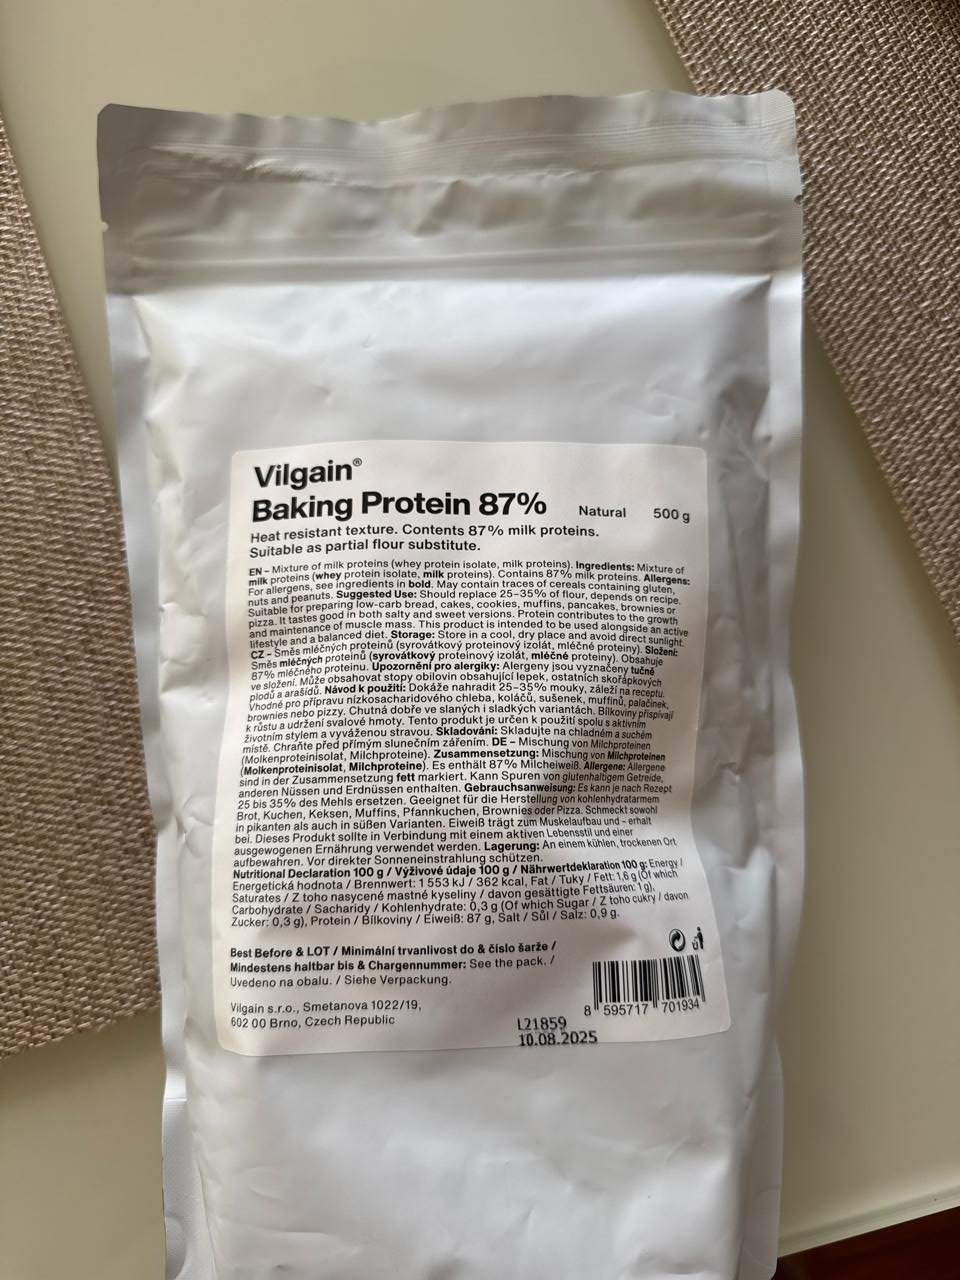 Vilgain®
Baking Protein 87% Natural 500 g
Heat resistant texture. Contents 87% milk proteins.
Suitable as partial flour substitute.
EN – Mixture of milk proteins (whey protein isolate, milk proteins). Ingredients: Mixture of
milk proteins (whey protein isolate, milk proteins). Contains 87% milk proteins. Allergens:
For allergens, see ingredients in bold. May contain traces of cereals containing gluten,
nuts and peanuts. Suggested Use: Should replace 25–35% of flour, depends on recipe.
Suitable for preparing low-carb bread, cakes, cookies, muffins, pancakes, brownies or
pizza. It tastes good in both salty and sweet versions. Protein contributes to the growth
and maintenance of muscle mass. This product is intended to be used alongside an active
lifestyle and a balanced diet. Storage: Store in a cool, dry place and avoid direct sunlight.
CZ – Směs mléčných proteinů (syrovátkový proteinový izolát, mléčné proteiny). Složení:
Směs mléčných proteinů (syrovátkový proteinový izolát, mléčné proteiny). Obsahuje
87% mléčného proteinu. Upozornění pro alergiky: Alergeny jsou vyznačeny tučně
ve složení. Může obsahovat stopy obilovin obsahující lepek, ostatních skořápkových
plodů a arašídů. Návod k použití: Dokáže nahradit 25–35% mouky, záleží na receptu.
Vhodné pro přípravu nízkosacharidového chleba, koláčů, sušenek, muffinů, palačinek,
brownies nebo pizzy. Chutná dobře ve slaných i sladkých variantách. Bílkoviny přispívají
k růstu a udržení svalové hmoty. Tento produkt je určen k použití spolu s aktivním
životním stylem a vyváženou stravou. Skladování: Skladujte na chladném a suchém
místě. Chraňte před přímým slunečním zářením. DE – Mischung von Milchproteinen
(Molkenproteinisolat, Milchproteine). Zusammensetzung: Mischung von Milchproteinen
(Molkenproteinisolat, Milchproteine). Es enthält 87% Milcheiweiß. Allergene: Allergene
sind in der Zusammensetzung fett markiert. Kann Spuren von glutenhaltigem Getreide,
anderen Nüssen und Erdnüssen enthalten. Gebrauchsanweisung: Es kann je nach Rezept
25 bis 35% des Mehls ersetzen. Geeignet für die Herstellung von kohlenhydratarmem
Brot, Kuchen, Keksen, Muffins, Pfannkuchen, Brownies oder Pizza. Schmeckt sowohl
in pikanten als auch in süßen Varianten. Eiweiß trägt zum Muskelaufbau und – erhalt
bei. Dieses Produkt sollte in Verbindung mit einem aktiven Lebensstil und einer
ausgewogenen Ernährung verwendet werden. Lagerung: An einem kühlen, trockenen Ort
aufbewahren. Vor direkter Sonneneinstrahlung schützen.
Nutritional Declaration 100 g / Výživové údaje 100 g / Nährwertdeklaration 100 g: Energy /
Energetická hodnota / Brennwert: 1 553 kJ / 362 kcal, Fat / Tuky / Fett: 1,6 g (Of which
Saturates / Z toho nasycené mastné kyseliny / davon gesättigte Fettsäuren: 1 g),
Carbohydrate / Sacharidy / Kohlenhydrate: 0,3 g (Of which Sugar / Z toho cukry / davon
Zucker: 0,3 g), Protein / Bílkoviny / Eiweiß: 87 g, Salt / Sůl / Salz: 0,9 g.
Best Before & LOT / Minimální trvanlivost do & číslo šarže /
Mindestens haltbar bis & Chargennummer: See the pack. /
Uvedeno na obalu. / Siehe Verpackung.
Vilgain s.r.o., Smetanova 1022/19,
602 00 Brno, Czech Republic
8 595717 701934
L21859
10.08.2025